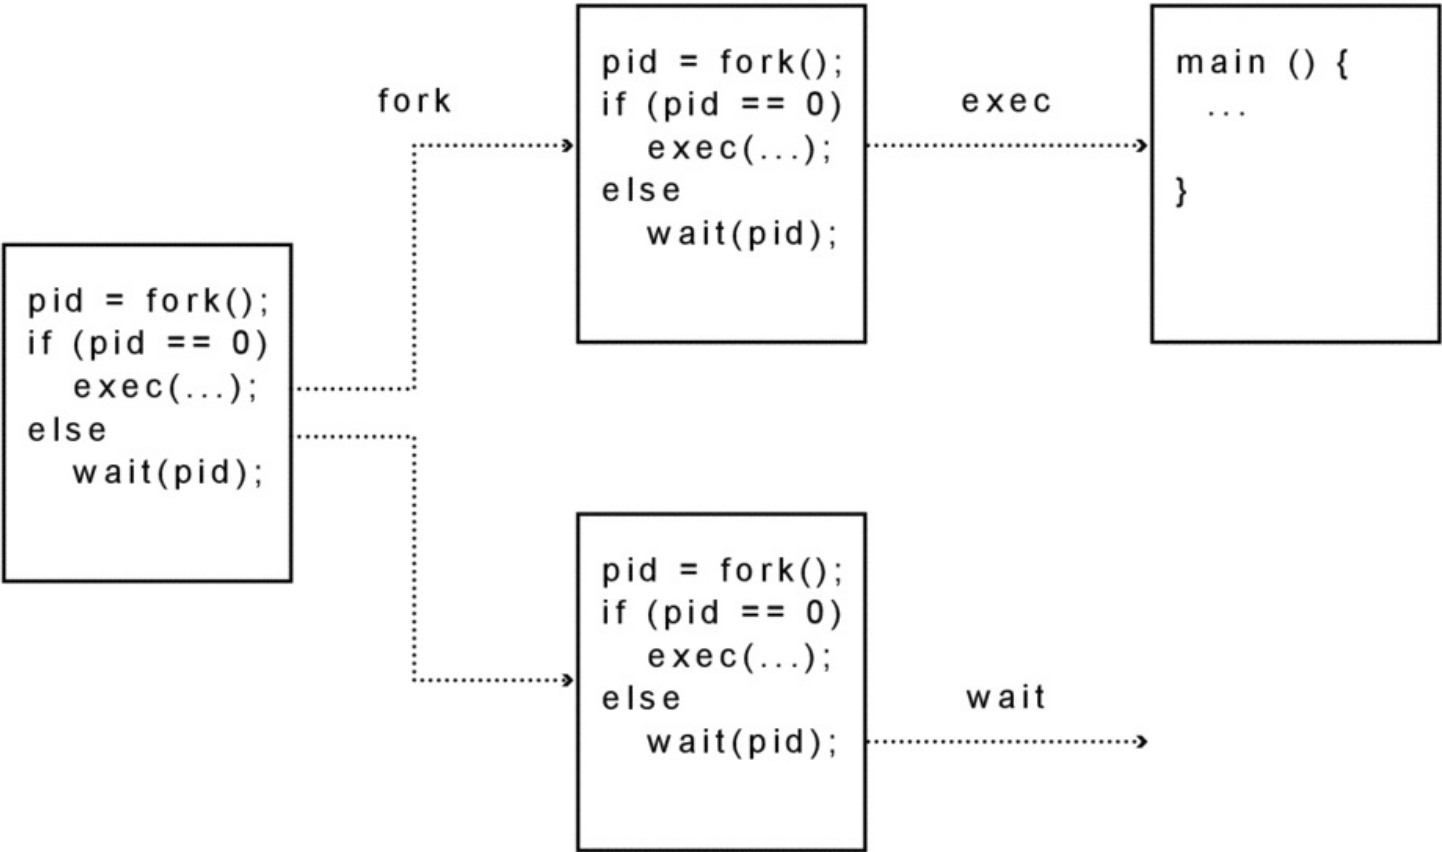 fork
pid = fork();
if (pid == 0)
exec(...);
else
wait(pid);
exec
main () {
...
}
pid = fork();
if (pid == 0)
exec(...);
else
wait(pid);
pid = fork();
if (pid == 0)
exec(...);
else
wait(pid);
wait